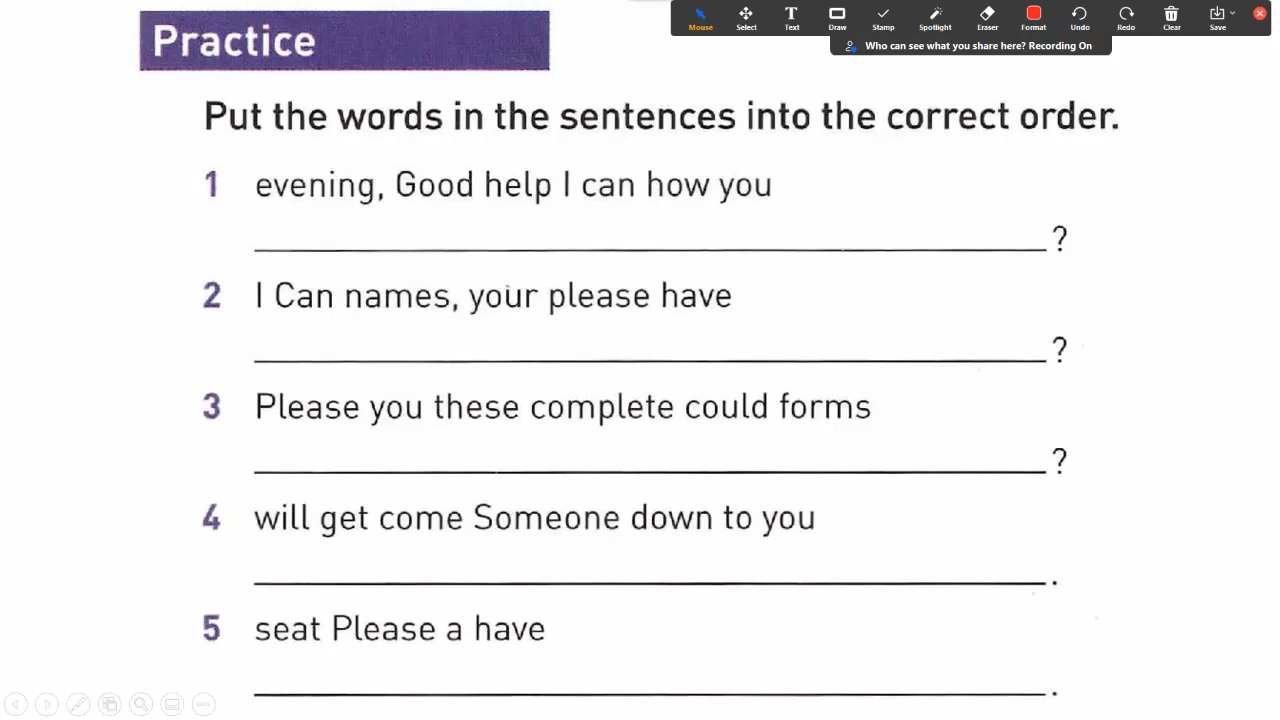 Mouse Select Text Draw Stamp Spotlight Eraser Format Undo Redo Clear Save
Who can see what you share here? Recording On
Practice
Put the words in the sentences into the correct order.
1 evening, Good help I can how you
?
2 I Can names, your please have
?
3 Please you these complete could forms
?
4 will get come Someone down to you
.
5 seat Please a have
.